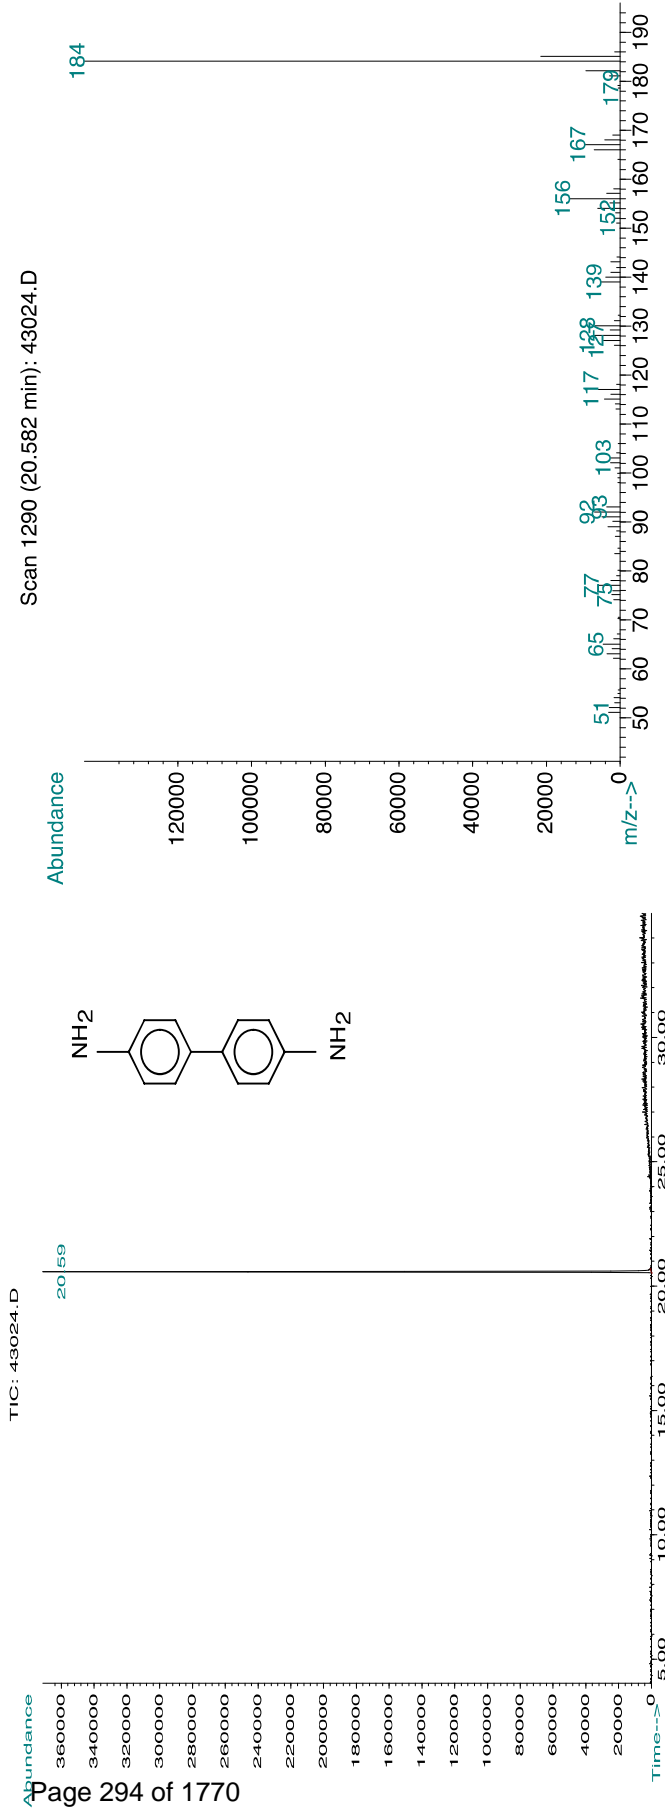 TIC: 43024.D
Abundance
360000
340000
320000
300000
280000
260000
240000
220000
200000
180000
160000
140000
120000
100000
80000
60000
40000
20000
0
20.59
NH2
NH2
5.00 10.00 15.00 20.00 25.00 30.00
Time-->
Scan 1290 (20.582 min): 43024.D
Abundance
120000
100000
80000
60000
40000
20000
0
51 65 75 77 92 93 103 117 127 128 139 152 156 167 179 184
50 60 70 80 90 100 110 120 130 140 150 160 170 180 190
m/z-->
Page 294 of 1770